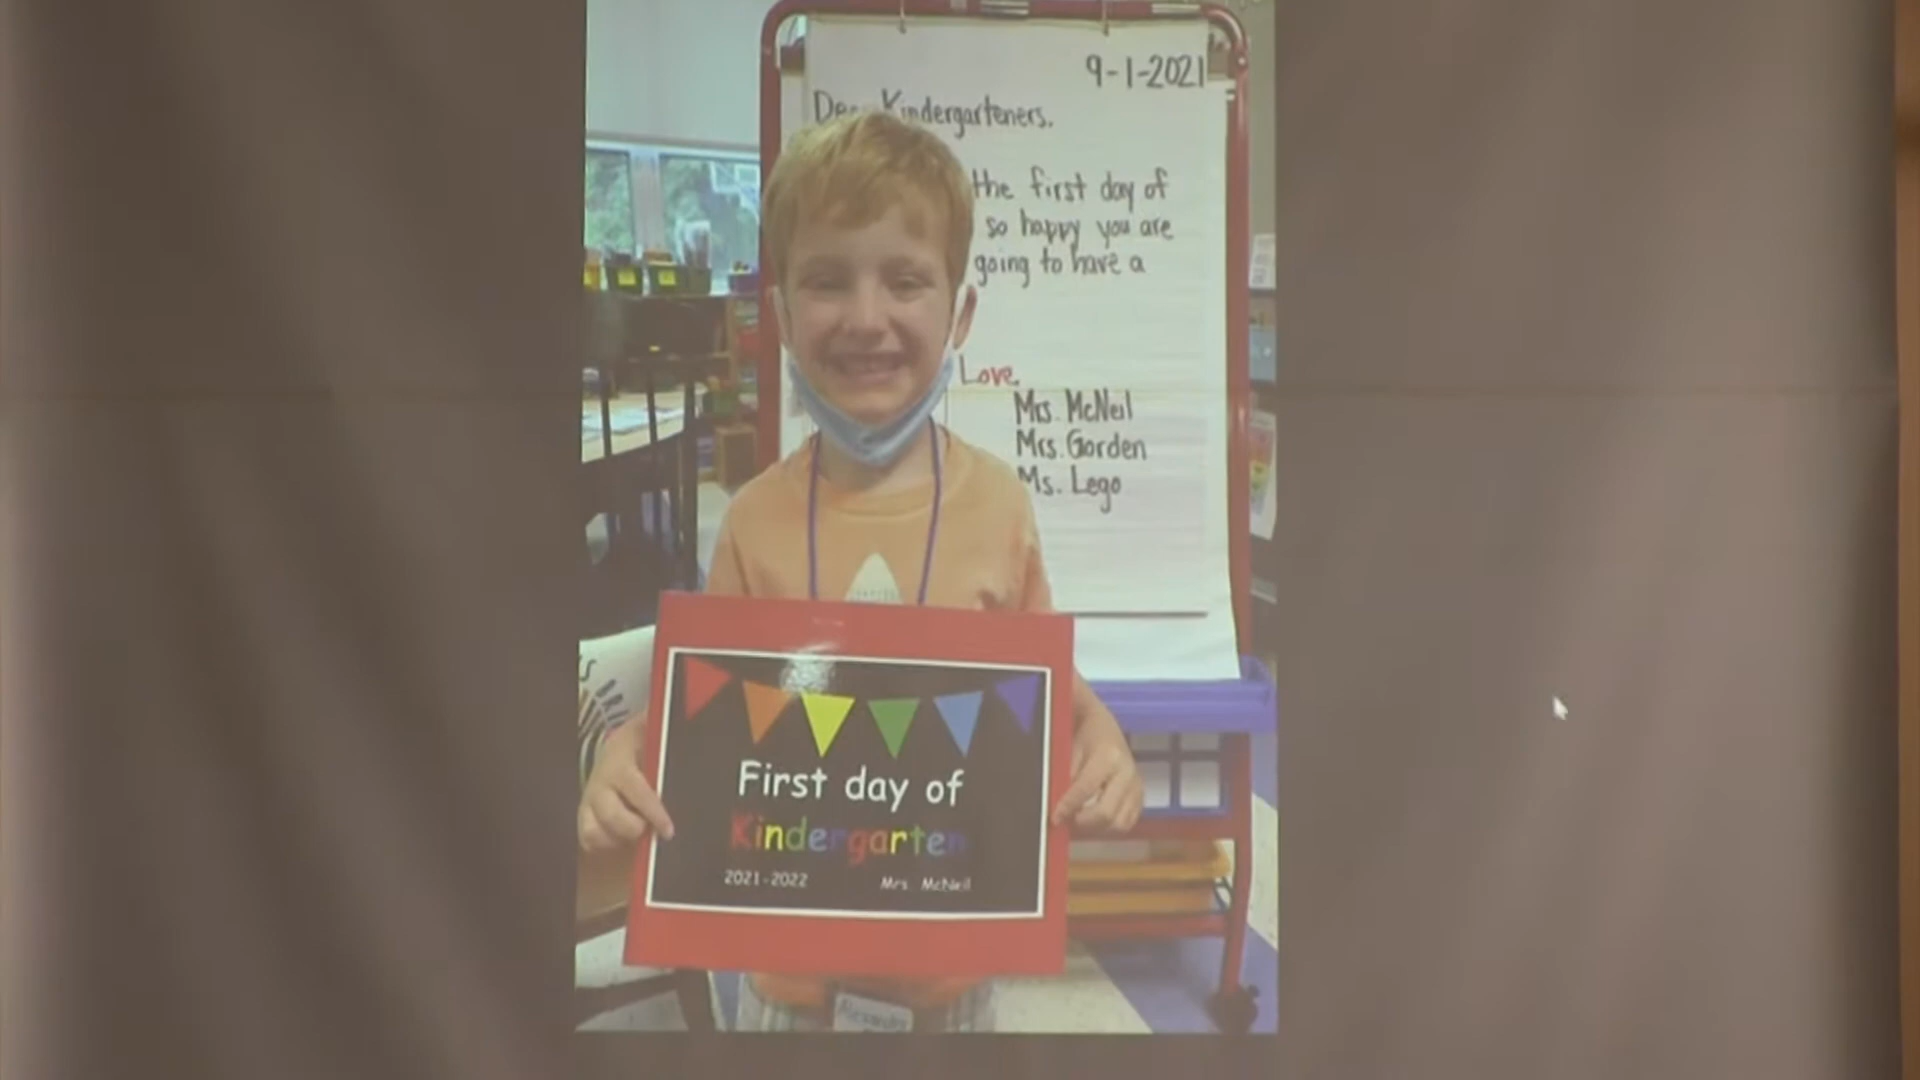 9-1-2021
Kindergarteners,
the first day of
so happy you are
going to have a
Love,
Mrs. McNeil
Mrs. Gorden
Ms. Lego
First day of
Kindergarten
2021-2022 Mrs. McNeil